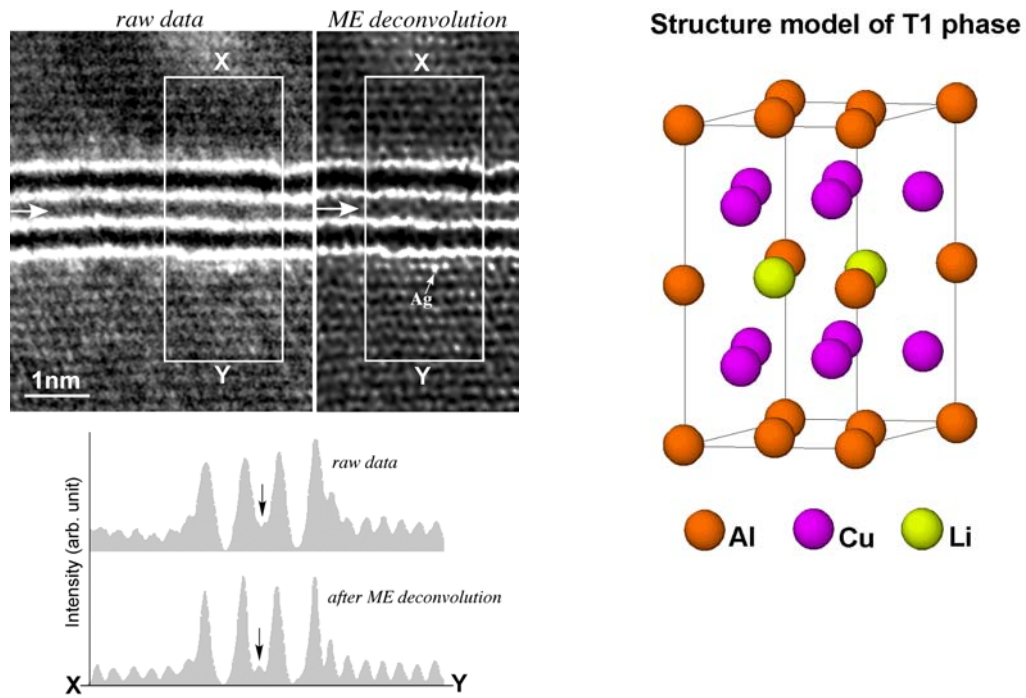 raw data
ME deconvolution
Structure model of T1 phase
X
X
Ag
Y
Y
1nm
Intensity (arb. unit)
raw data
after ME deconvolution
X
Y
Al
Cu
Li